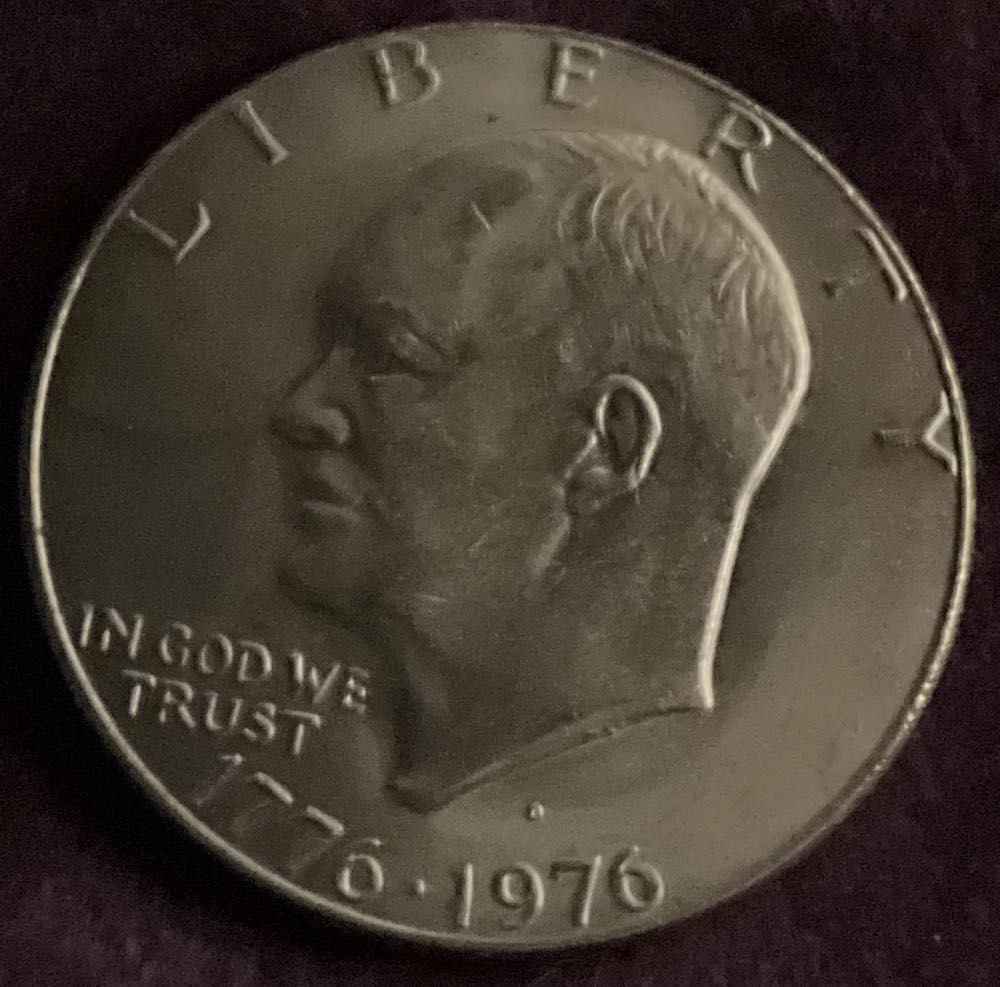 LIBERTY
IN GOD WE
TRUST
D
1776 · 1976